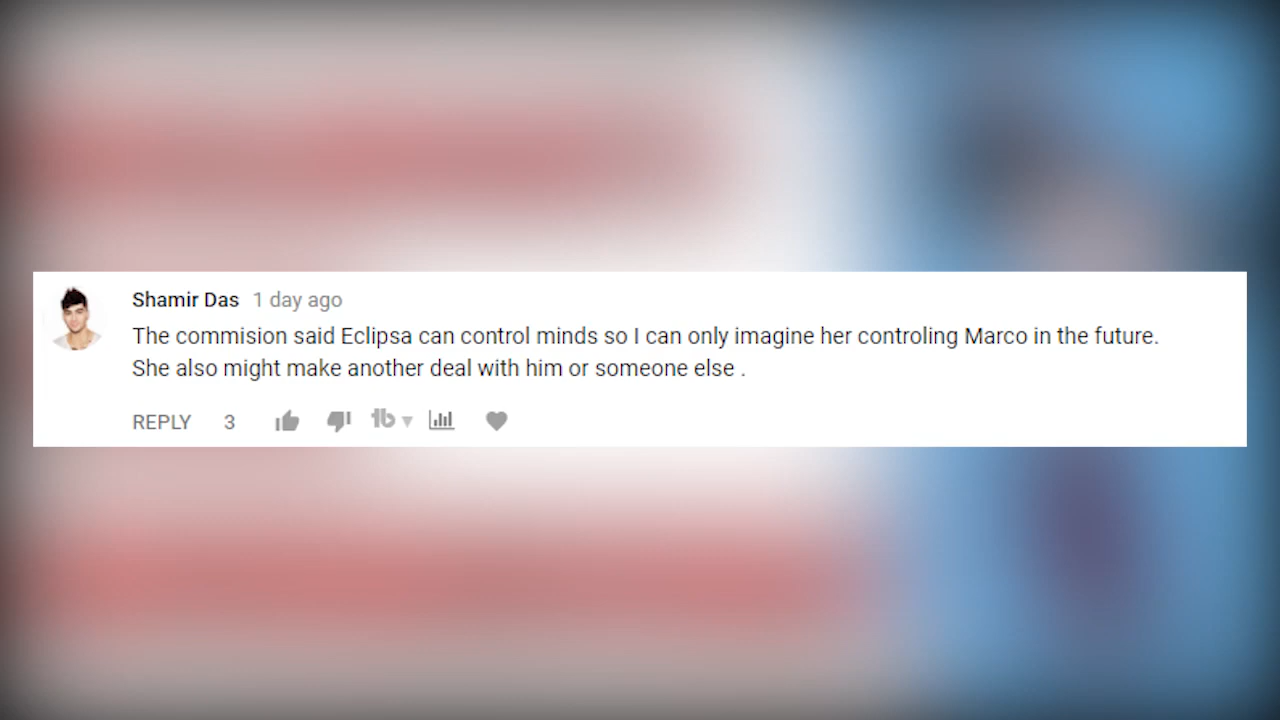 Shamir Das 1 day ago
The commision said Eclipsa can control minds so I can only imagine her controling Marco in the future.
She also might make another deal with him or someone else .
REPLY 3